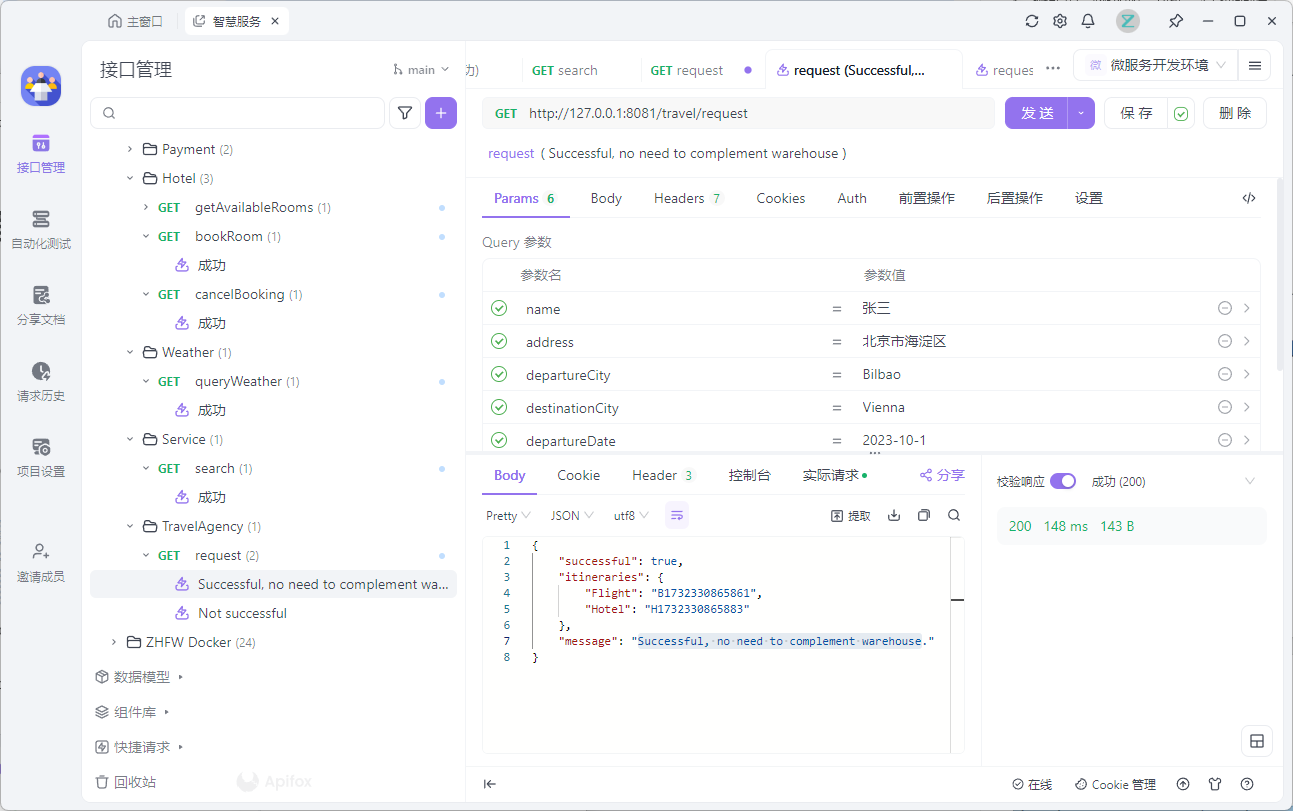 主窗口
智慧服务
接口管理
自动化测试
分享文档
请求历史
项目设置
邀请成员
接口管理
main
Payment (2)
Hotel (3)
GET getAvailableRooms (1)
GET bookRoom (1)
成功
GET cancelBooking (1)
成功
Weather (1)
GET queryWeather (1)
成功
Service (1)
GET search (1)
成功
TravelAgency (1)
GET request (2)
Successful, no need to complement wa...
Not successful
ZHFW Docker (24)
数据模型
组件库
快捷请求
回收站
Apifox
GET search
GET request
request (Successful,...
reques
微 微服务开发环境
GET http://127.0.0.1:8081/travel/request
发 送
保 存
删 除
request ( Successful, no need to complement warehouse )
Params 6
Body
Headers 7
Cookies
Auth
前置操作
后置操作
设置
Query 参数
参数名 参数值
name = 张三
address = 北京市海淀区
departureCity = Bilbao
destinationCity = Vienna
departureDate = 2023-10-1
Body
Cookie
Header 3
控制台
实际请求
分享
Pretty
JSON
utf8
提取
1 {
2 "successful": true,
3 "itineraries": {
4 "Flight": "B1732330865861",
5 "Hotel": "H1732330865883"
6 },
7 "message": "Successful, no need to complement warehouse."
8 }
校验响应
成功 (200)
200 148 ms 143 B
在线
Cookie 管理